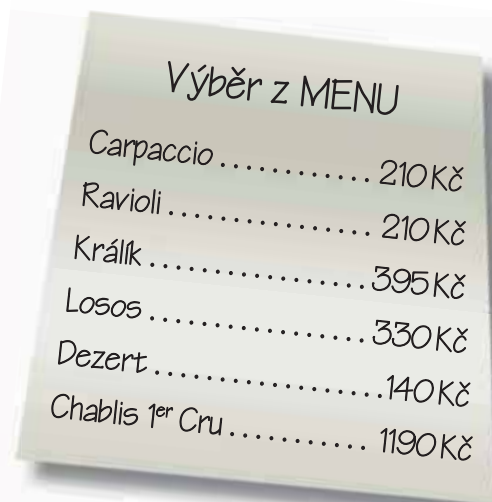 Výběr z MENU
Carpaccio ............ 210Kč
Ravioli ................ 210Kč
Králík .................395Kč
Losos .................330Kč
Dezert ..................140Kč
Chablis 1er Cru ........... 1190Kč